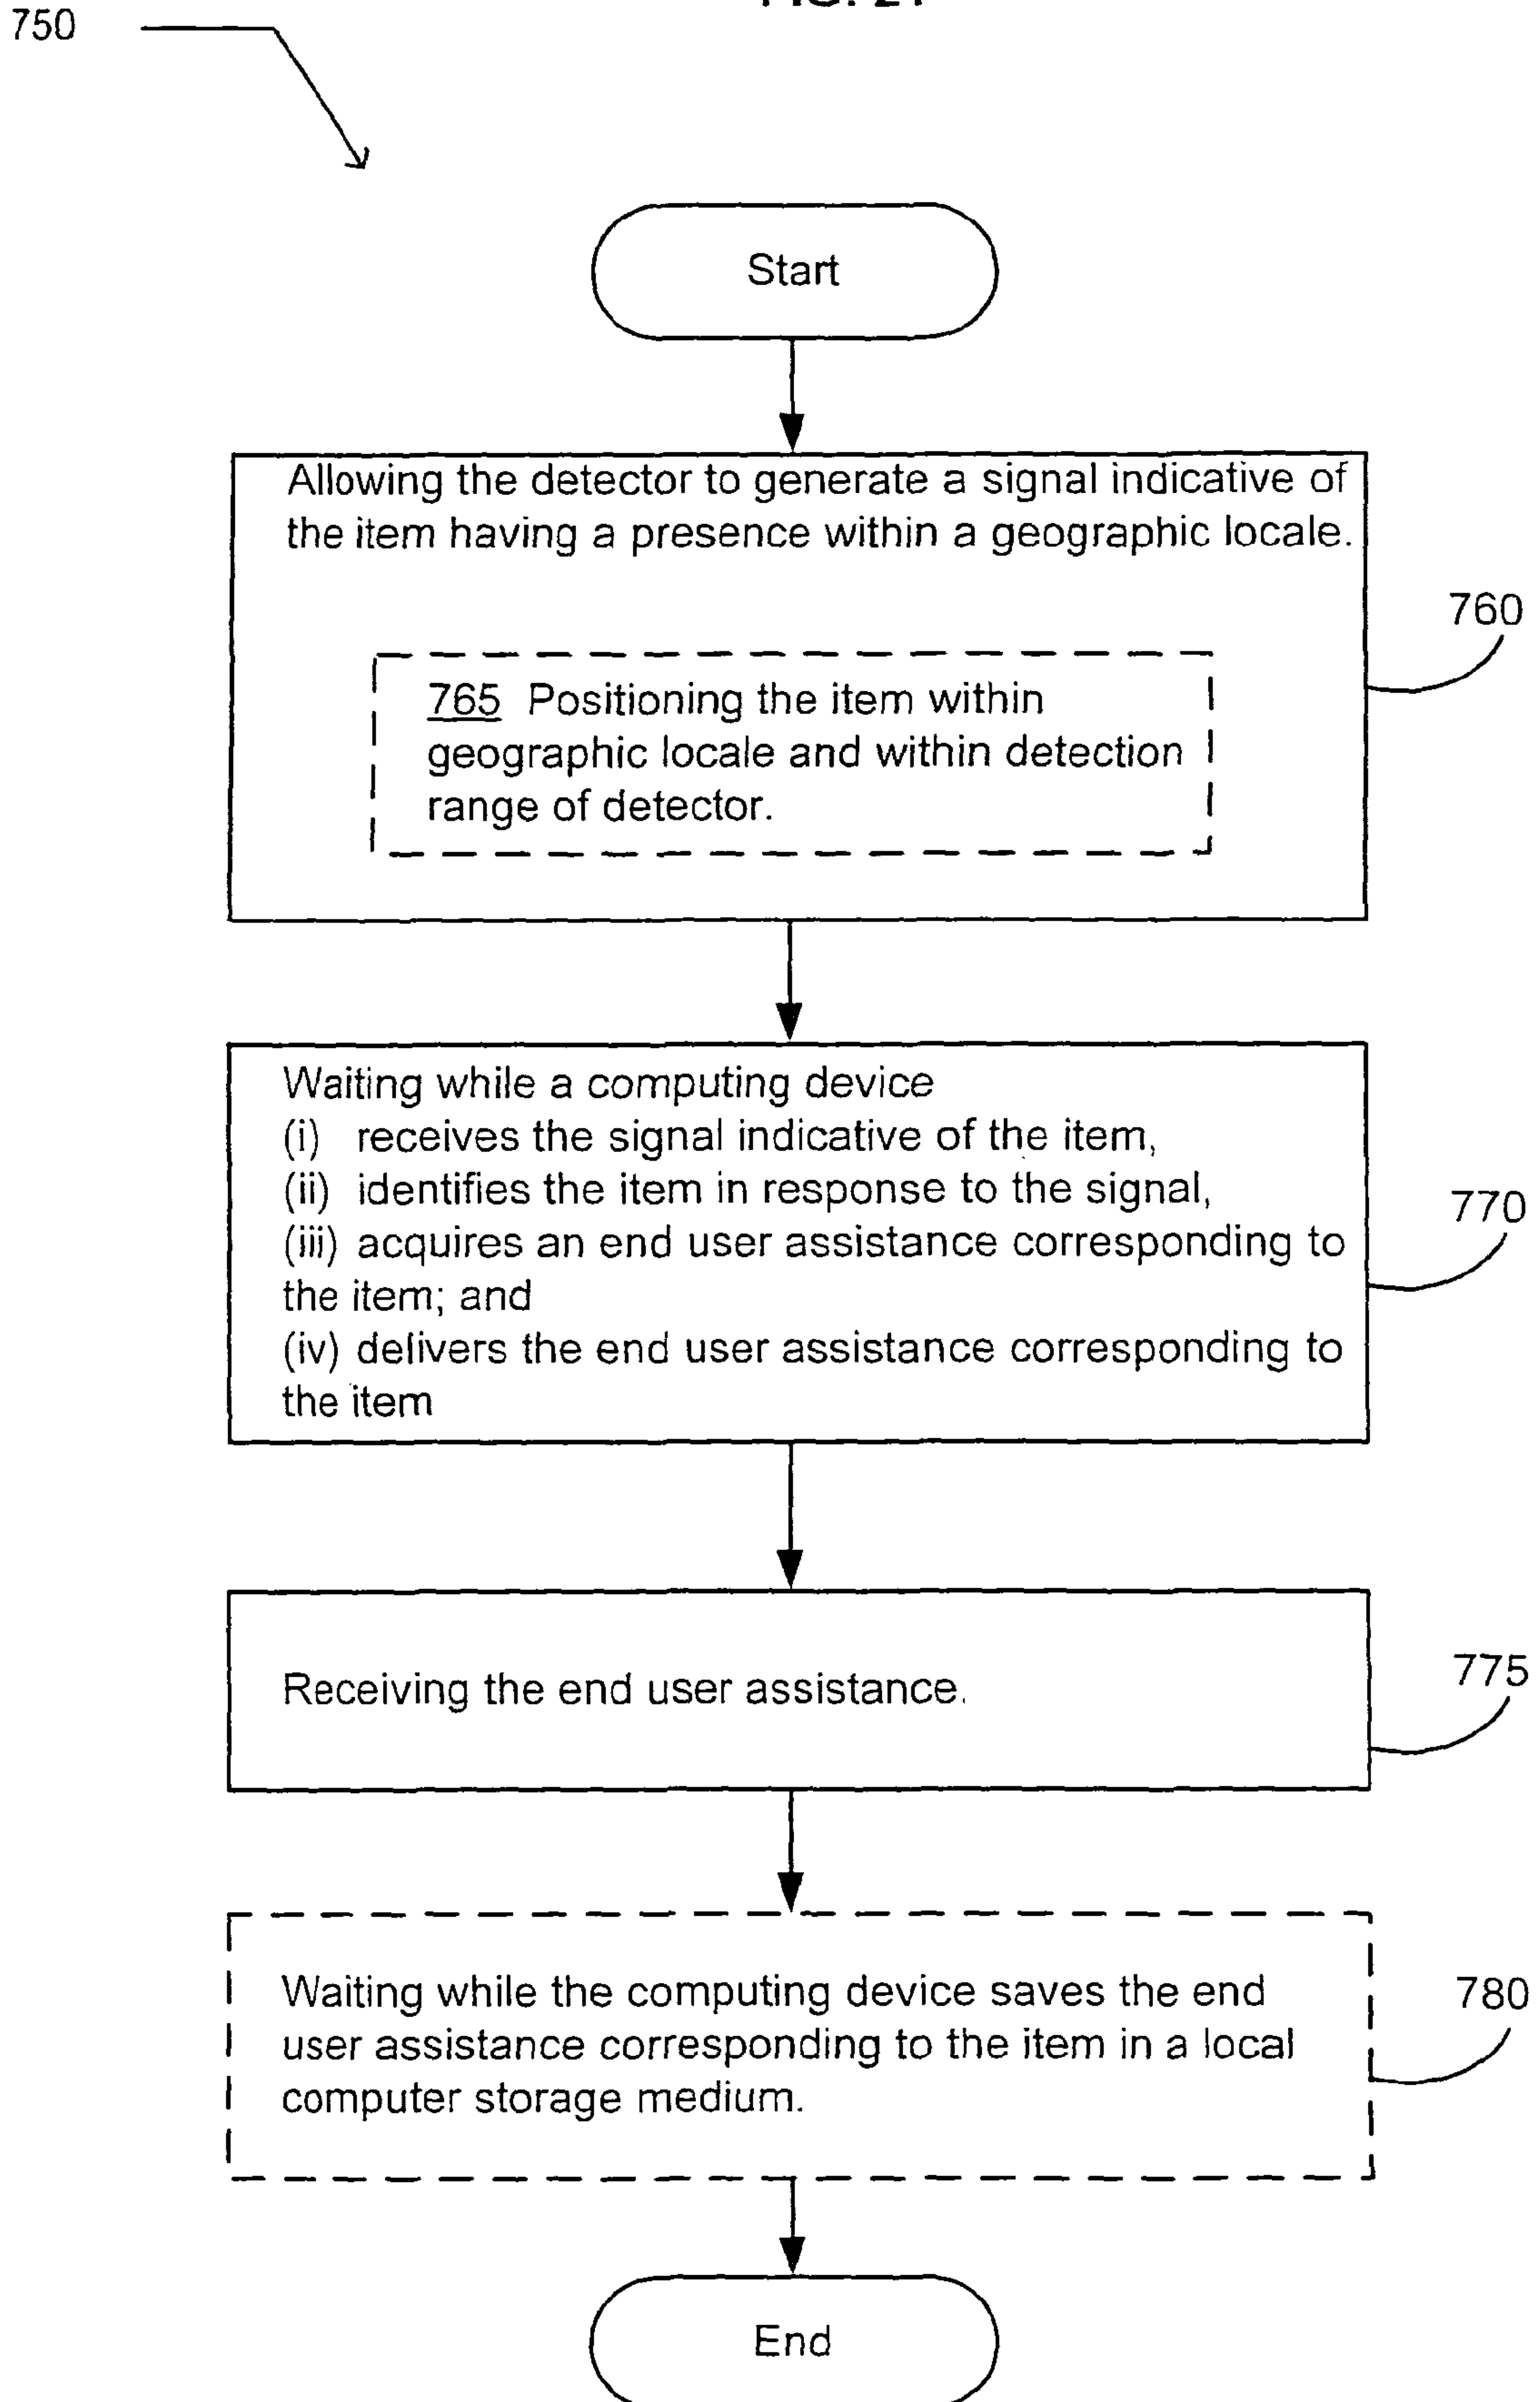 750
Start
Allowing the detector to generate a signal indicative of
the item having a presence within a geographic locale.
760
765 Positioning the item within
geographic locale and within detection
range of detector.
Waiting while a computing device
(i) receives the signal indicative of the item,
(ii) identifies the item in response to the signal,
(iii) acquires an end user assistance corresponding to
the item; and
(iv) delivers the end user assistance corresponding to
the item
770
Receiving the end user assistance.
775
Waiting while the computing device saves the end
user assistance corresponding to the item in a local
computer storage medium.
780
End